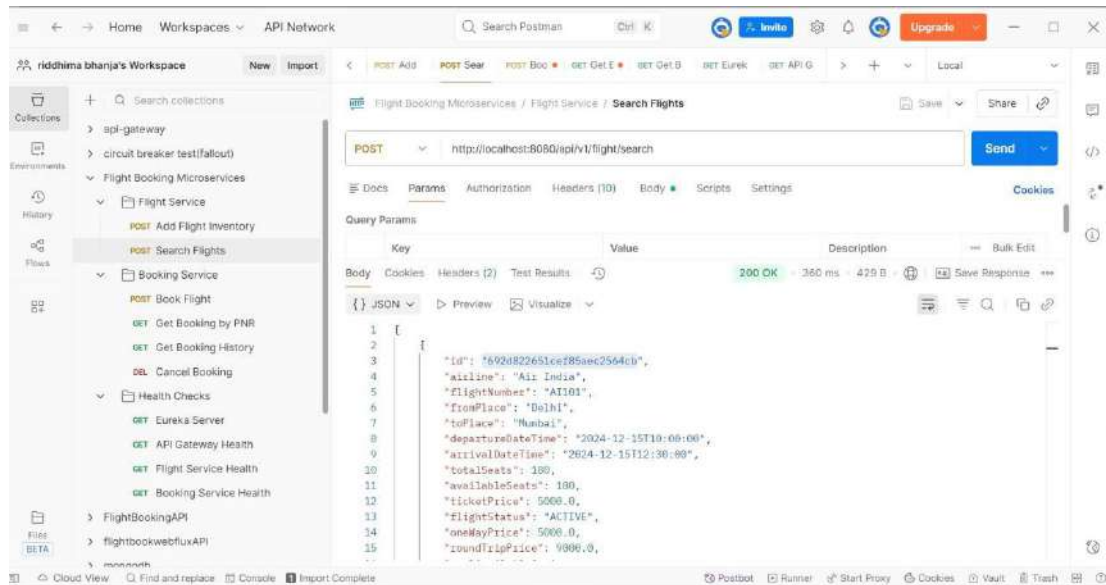 Home Workspaces API Network Search Postman Ctrl K Invite Upgrade
riddhima bhanja's Workspace New Import POST Add POST Sear POST Boo GET Get E GET Get B GET Eurek GET API G Local
Collections
Environments
History
Flows
Files
BETA
Search collections
api-gateway
circuit breaker test(fallout)
Flight Booking Microservices
Flight Service
POST Add Flight Inventory
POST Search Flights
Booking Service
POST Book Flight
GET Get Booking by PNR
GET Get Booking History
DEL Cancel Booking
Health Checks
GET Eureka Server
GET API Gateway Health
GET Flight Service Health
GET Booking Service Health
FlightBookingAPI
flightbookwebfluxAPI
mongodb
HTTP Flight Booking Microservices / Flight Service / Search Flights Save Share
POST http://localhost:8080/api/v1/flight/search Send
Docs Params Authorization Headers (10) Body Scripts Settings Cookies
Query Params
Key Value Description Bulk Edit
Body Cookies Headers (2) Test Results 200 OK 360 ms 429 B Save Response
{} JSON Preview Visualize
1 [
2 {
3 "id": "692d822651cef85aec2564cb",
4 "airline": "Air India",
5 "flightNumber": "AI101",
6 "fromPlace": "Delhi",
7 "toPlace": "Mumbai",
8 "departureDateTime": "2024-12-15T10:00:00",
9 "arrivalDateTime": "2024-12-15T12:30:00",
10 "totalSeats": 180,
11 "availableSeats": 180,
12 "ticketPrice": 5000.0,
13 "flightStatus": "ACTIVE",
14 "oneWayPrice": 5000.0,
15 "roundTripPrice": 9000.0,
Cloud View Find and replace Console Import Complete Postbot Runner Start Proxy Cookies Vault Trash